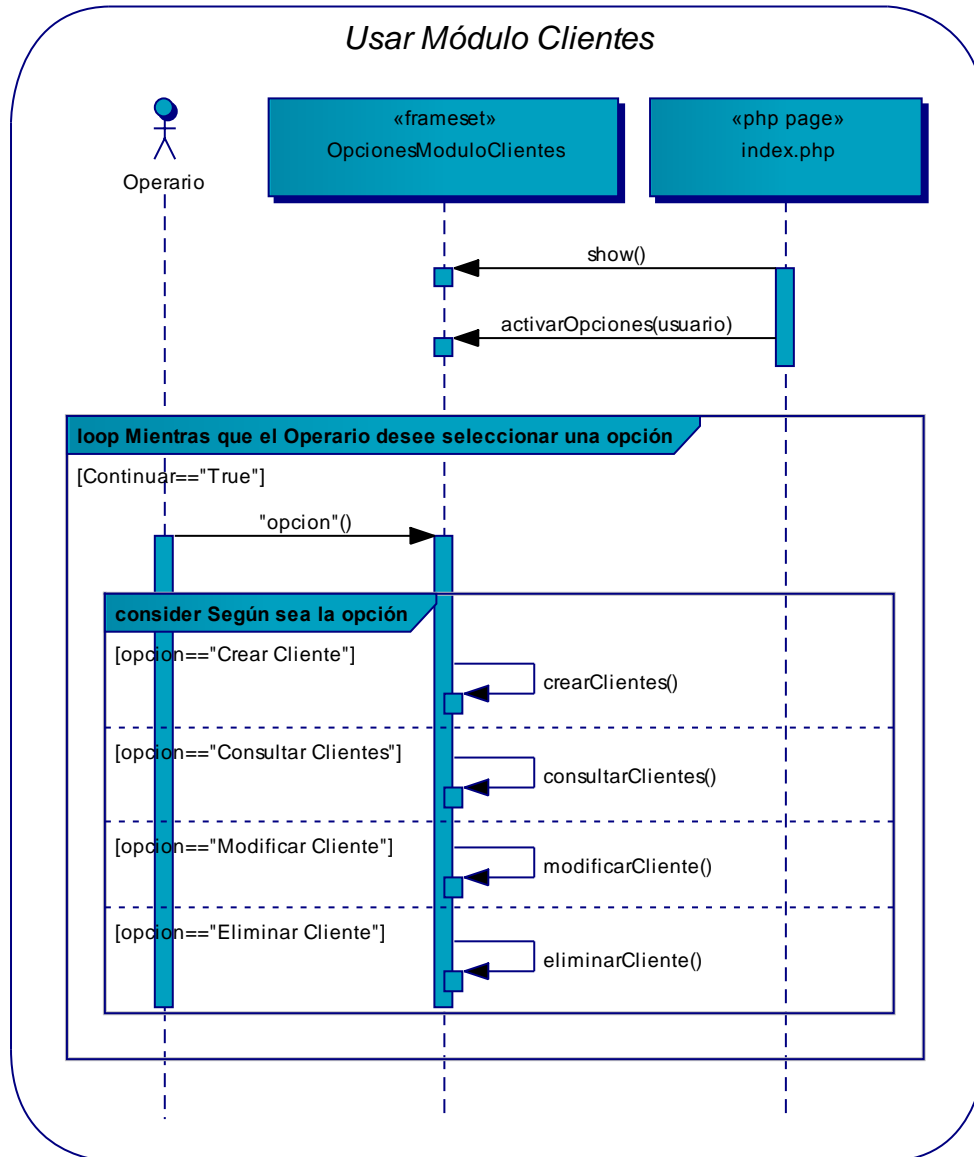 Usar Módulo Clientes
Operario
«frameset»
OpcionesModuloClientes
«php page»
index.php
show()
activarOpciones(usuario)
loop Mientras que el Operario desee seleccionar una opción
[Continuar=="True"]
"opcion"()
consider Según sea la opción
[opcion=="Crear Cliente"]
crearClientes()
[opcion=="Consultar Clientes"]
consultarClientes()
[opcion=="Modificar Cliente"]
modificarCliente()
[opcion=="Eliminar Cliente"]
eliminarCliente()